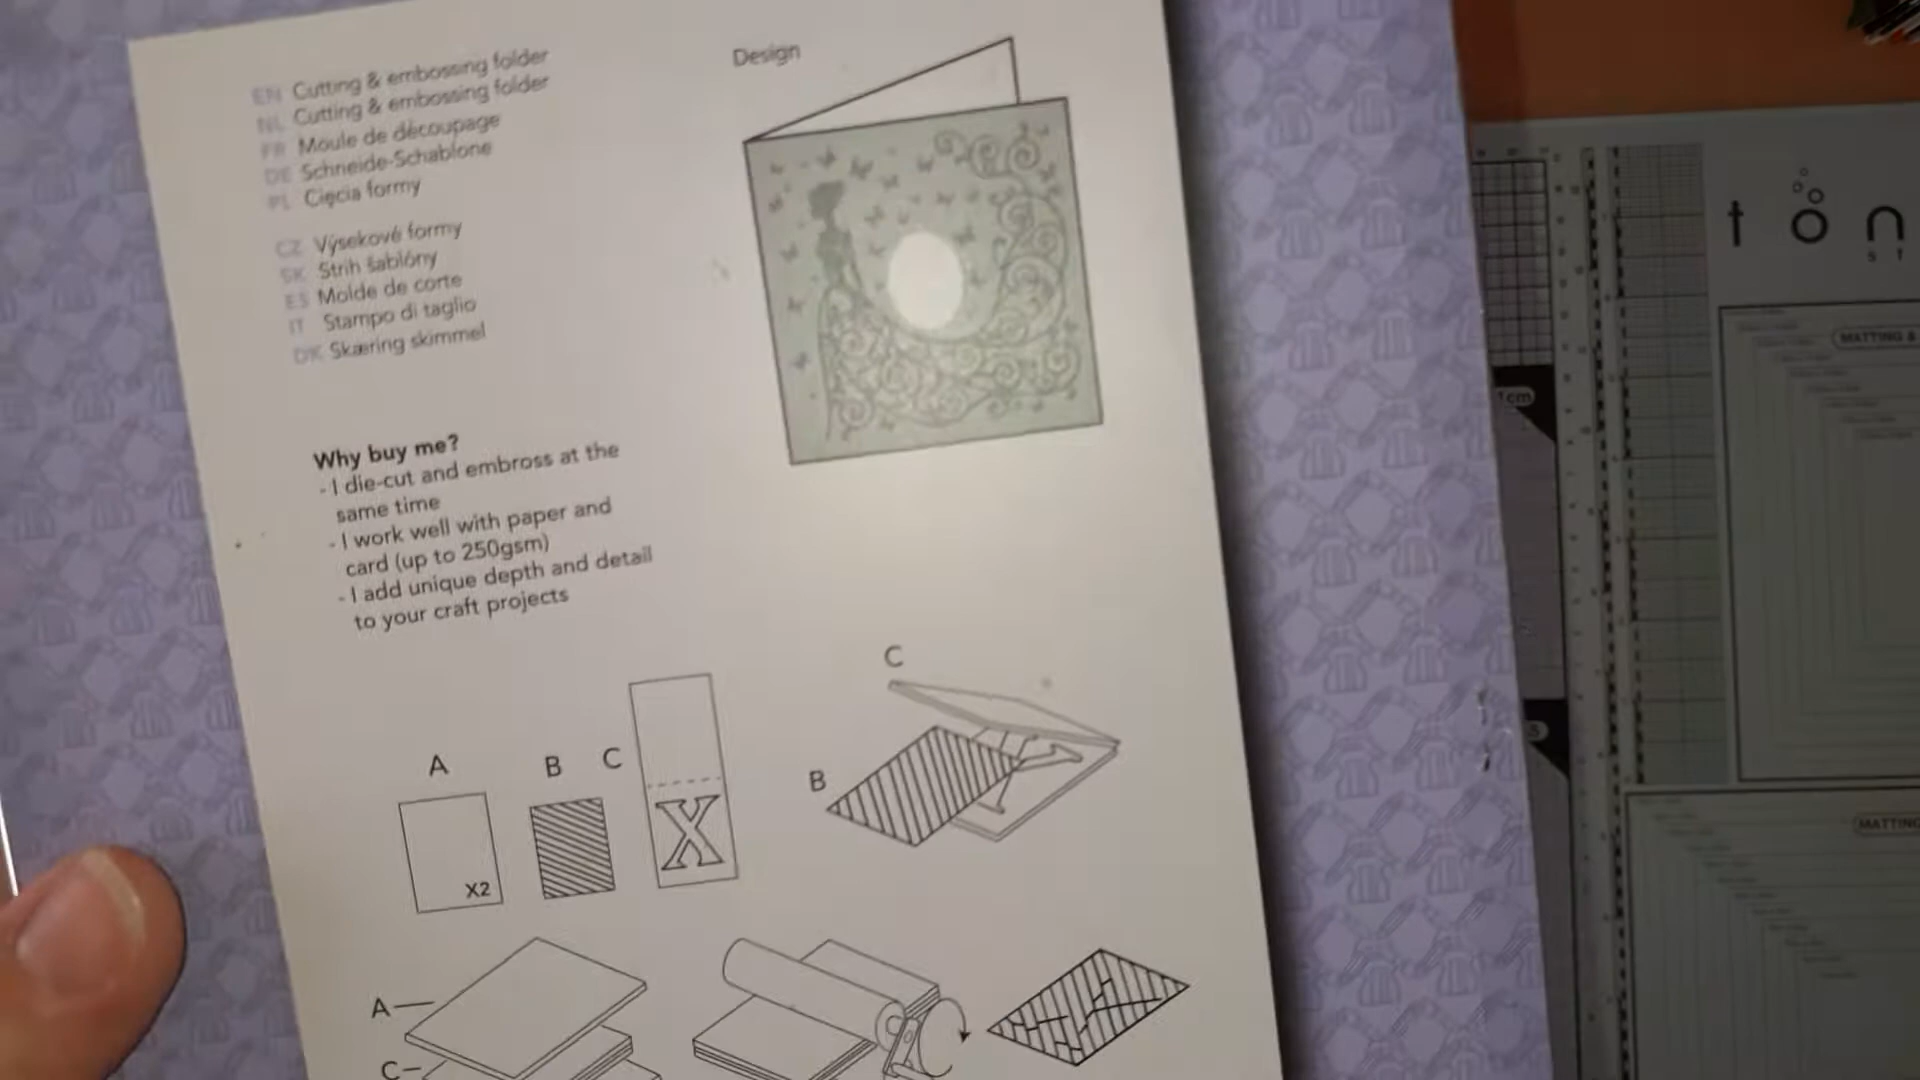 EN Cutting & embossing folder
NL Cutting & embossing folder
FR Moule de découpage
DE Schneide-Schablone
PL Cięcia formy
CZ Výsekové formy
SK Strih šablóny
ES Molde de corte
IT Stampo di taglio
DK Skæring skimmel
Design
Why buy me?
- I die-cut and embross at the
same time
- I work well with paper and
card (up to 250gsm)
- I add unique depth and detail
to your craft projects
A
B
C
X
X2
C
B
A
C
t o n
s t
MATTING &
1cm
5
MATTING